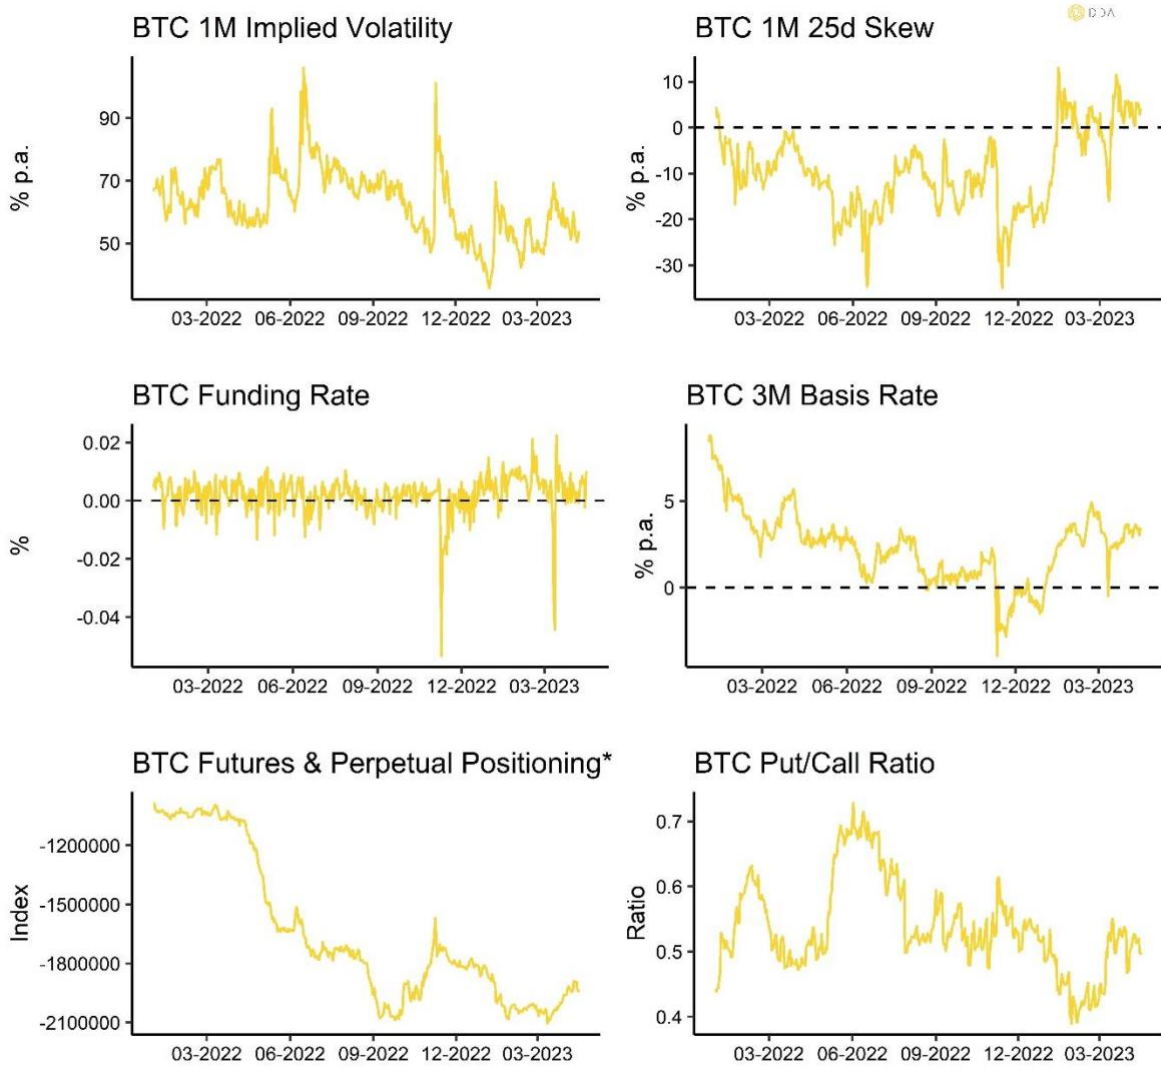 DDA
BTC 1M Implied Volatility
BTC 1M 25d Skew
90
70
50
% p.a.
03-2022 06-2022 09-2022 12-2022 03-2023
10
0
-10
-20
-30
% p.a.
03-2022 06-2022 09-2022 12-2022 03-2023
BTC Funding Rate
BTC 3M Basis Rate
0.02
0.00
-0.02
-0.04
%
03-2022 06-2022 09-2022 12-2022 03-2023
5
0
% p.a.
03-2022 06-2022 09-2022 12-2022 03-2023
BTC Futures & Perpetual Positioning*
BTC Put/Call Ratio
-1200000
-1500000
-1800000
-2100000
Index
03-2022 06-2022 09-2022 12-2022 03-2023
0.7
0.6
0.5
0.4
Ratio
03-2022 06-2022 09-2022 12-2022 03-2023